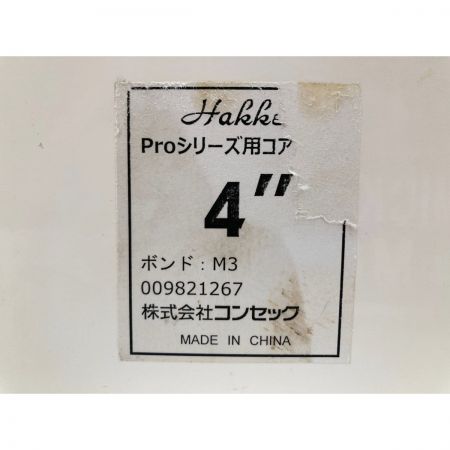 Hakke
Proシリーズ用コア
4"
ボンド：M3
009821267
株式会社コンセック
MADE IN CHINA